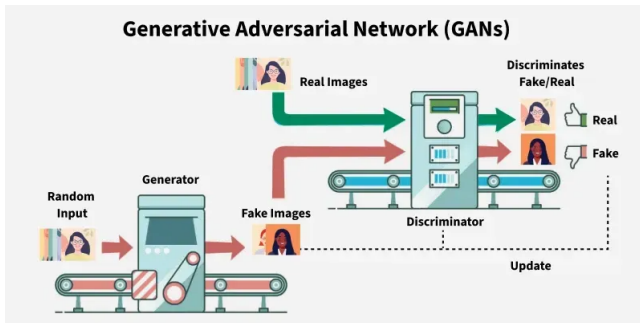 Generative Adversarial Network (GANs)
Real Images
Discriminates
Fake/Real
Real
Fake
Generator
Random
Input
Fake Images
Discriminator
Update